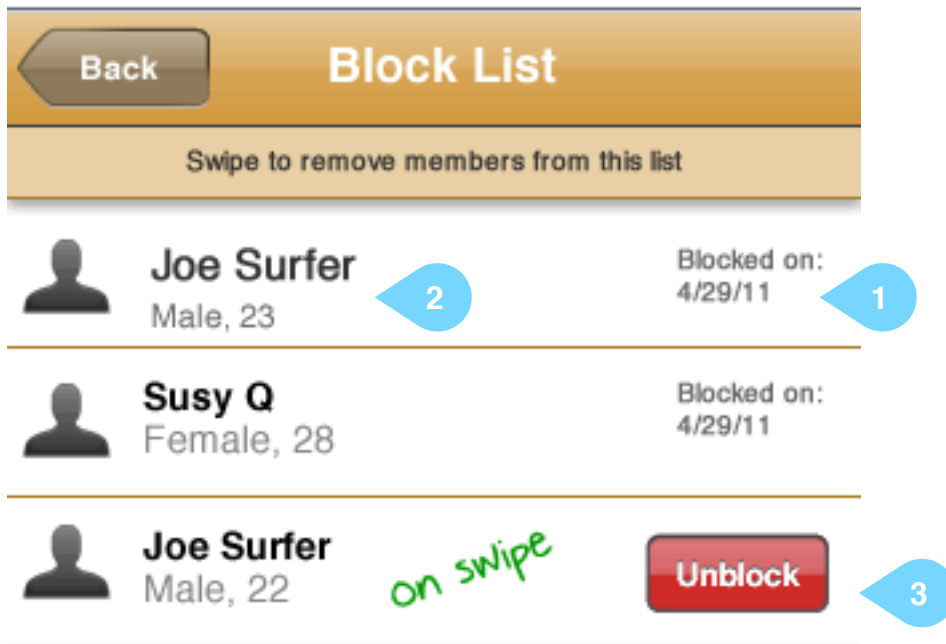 Back
Block List
Swipe to remove members from this list
Joe Surfer
Male, 23
2
Blocked on:
4/29/11
1
Susy Q
Female, 28
Blocked on:
4/29/11
Joe Surfer
Male, 22
on swipe
Unblock
3